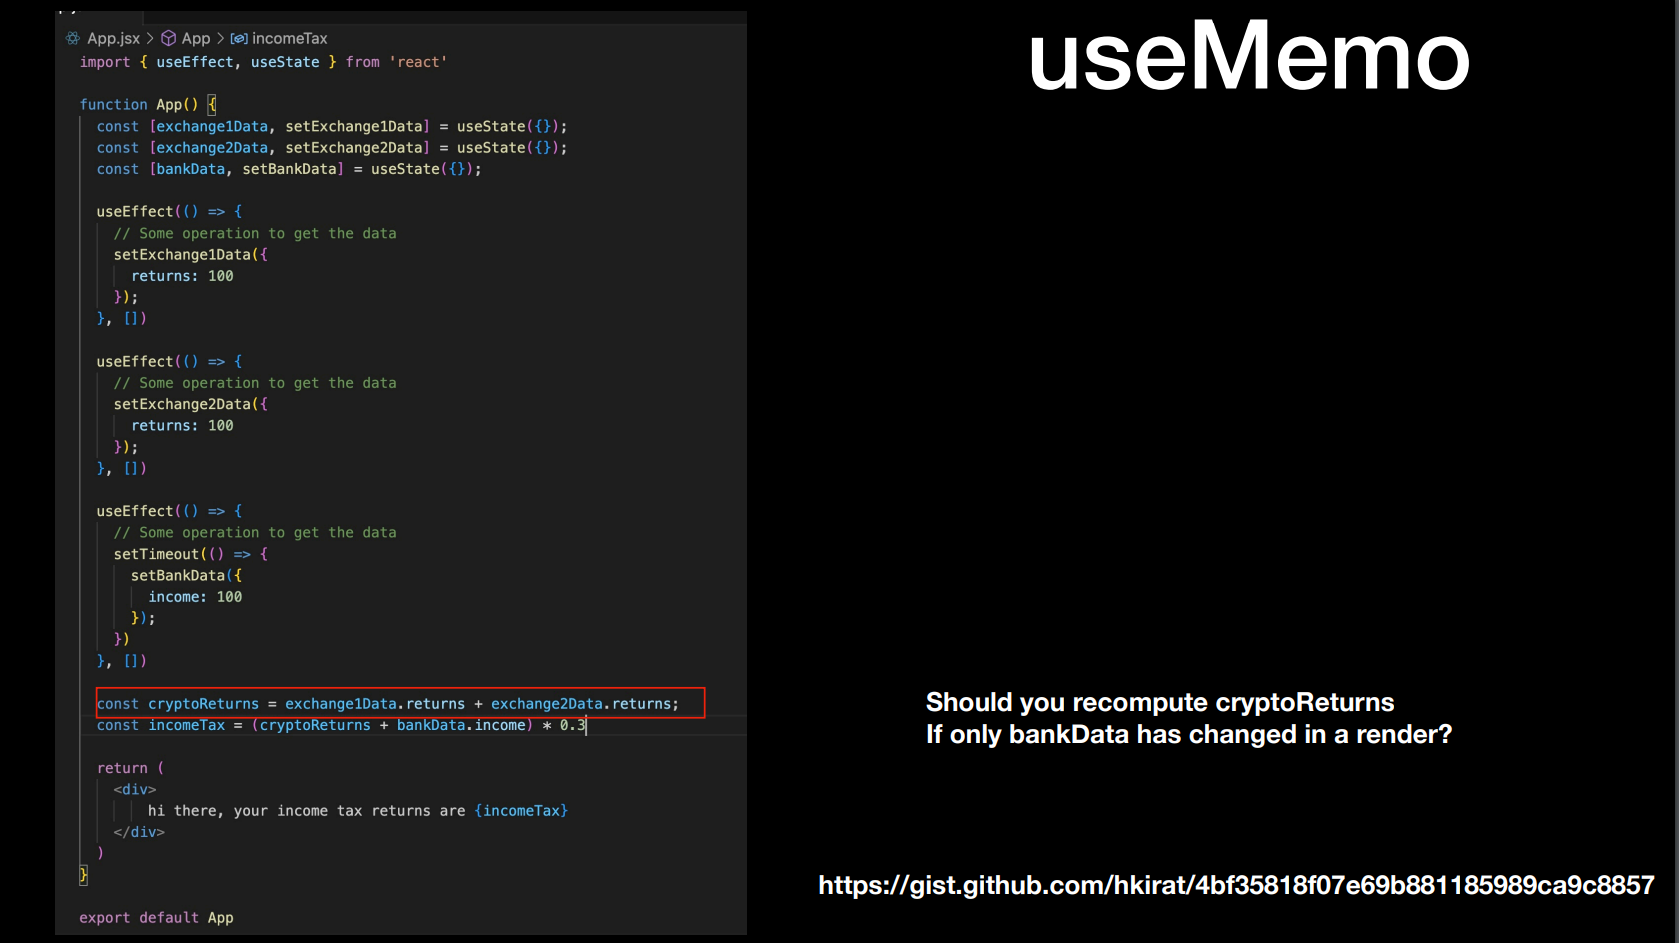 App.jsx > App > incomeTax
import { useEffect, useState } from 'react'
function App() {
const [exchange1Data, setExchange1Data] = useState({});
const [exchange2Data, setExchange2Data] = useState({});
const [bankData, setBankData] = useState({});
useEffect(() => {
// Some operation to get the data
setExchange1Data({
returns: 100
});
}, [])
useEffect(() => {
// Some operation to get the data
setExchange2Data({
returns: 100
});
}, [])
useEffect(() => {
// Some operation to get the data
setTimeout(() => {
setBankData({
income: 100
});
})
}, [])
const cryptoReturns = exchange1Data.returns + exchange2Data.returns;
const incomeTax = (cryptoReturns + bankData.income) * 0.3
return (
<div>
hi there, your income tax returns are {incomeTax}
</div>
)
}
export default App
useMemo
Should you recompute cryptoReturns
If only bankData has changed in a render?
https://gist.github.com/hkirat/4bf35818f07e69b881185989ca9c8857